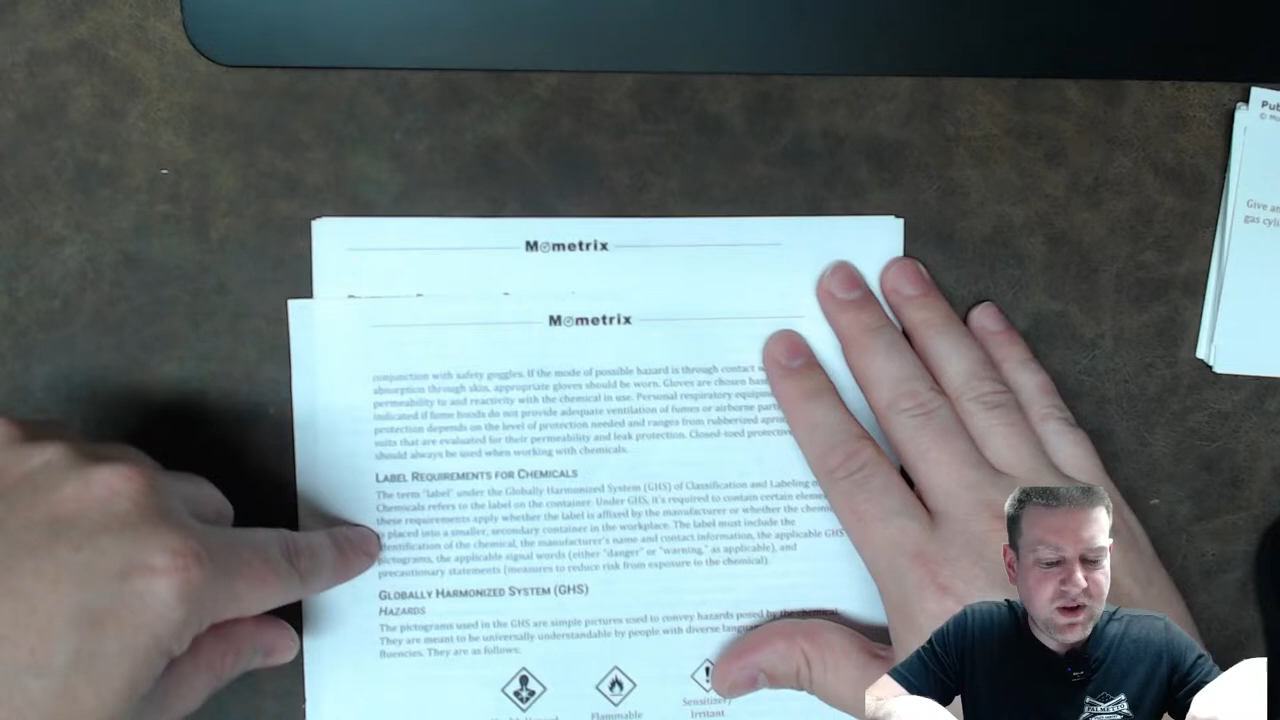 Mometrix
Mometrix
conjunction with safety goggles. If the mode of possible hazard is through contact
absorption through skin, appropriate gloves should be worn. Gloves are chosen
permeability to and reactivity with the chemical in use. Personal respiratory
indicated if fume hoods do not provide adequate ventilation of fumes or airborne
protection depends on the level of protection needed and ranges from rubberized
suits that are evaluated for their permeability and leak protection. Closed-toed
should always be used when working with chemicals.
LABEL REQUIREMENTS FOR CHEMICALS
The term "label" under the Globally Harmonized System (GHS) of Classification and Labeling
Chemicals refers to the label on the container. Under GHS, it's required to contain certain
these requirements apply whether the label is affixed by the manufacturer or whether the
is placed into a smaller, secondary container in the workplace. The label must include the
identification of the chemical, the manufacturer's name and contact information, the applicable GHS
pictograms, the applicable signal words (either "danger" or "warning," as applicable), and
precautionary statements (measures to reduce risk from exposure to the chemical).
GLOBALLY HARMONIZED SYSTEM (GHS)
HAZARDS
The pictograms used in the GHS are simple pictures used to convey hazards posed by the chemical.
They are meant to be universally understandable by people with diverse
fluencies. They are as follows:
Flammable
Sensitizer/
Irritant
Give
gas
PALMETTO